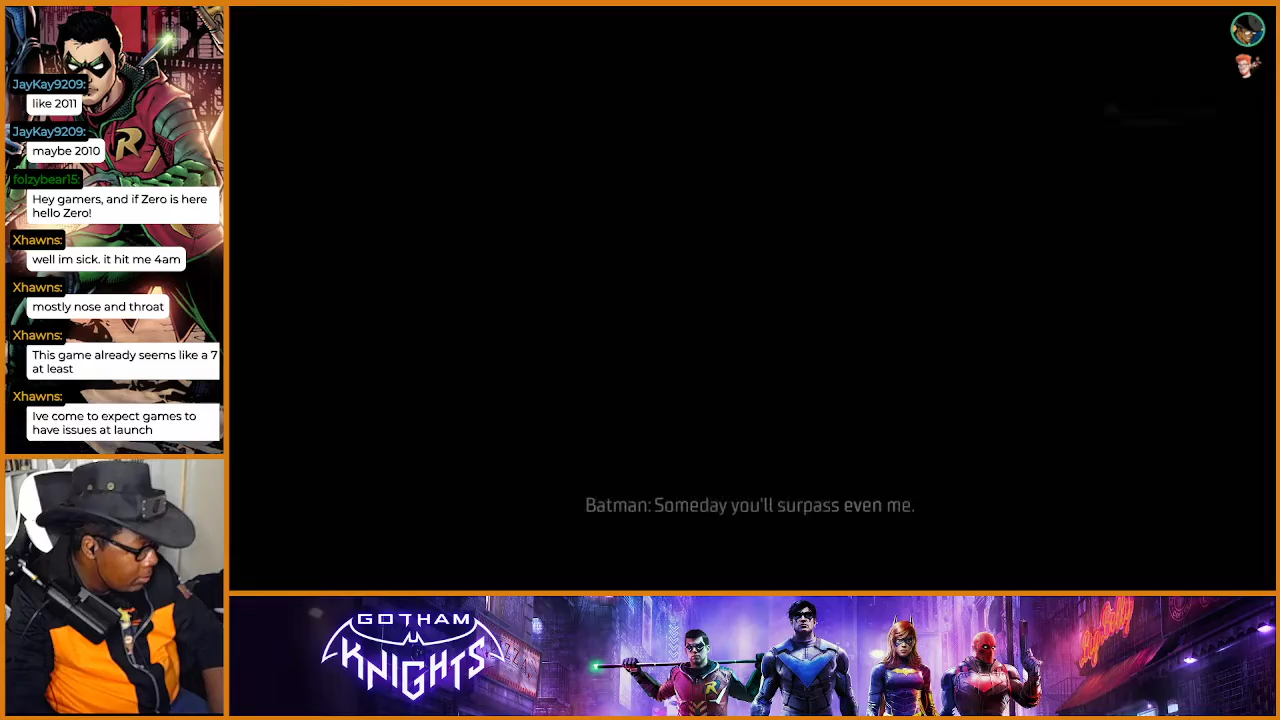 JayKay9209:
like 2011
JayKay9209:
maybe 2010
folzybear15:
Hey gamers, and if Zero is here
hello Zero!
Xhawns:
well im sick. it hit me 4am
Xhawns:
mostly nose and throat
Xhawns:
This game already seems like a 7
at least
Xhawns:
Ive come to expect games to
have issues at launch
Batman: Someday you'll surpass even me.
GOTHAM
KNIGHTS
R
R